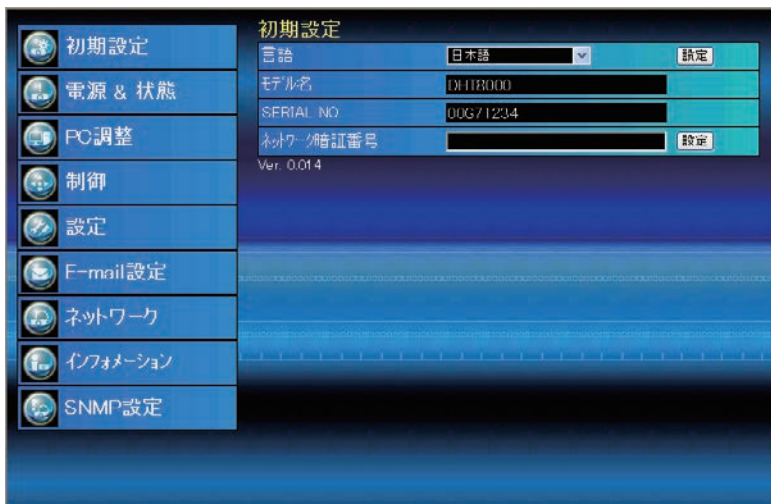 初期設定
電源 & 状態
PC調整
制御
設定
E-mail設定
ネットワーク
インフォメーション
SNMP設定
初期設定
言語 日本語 設定
モデル名 DHT8000
SERIAL NO. 00G71234
ネットワーク暗証番号 設定
Ver. 0.014